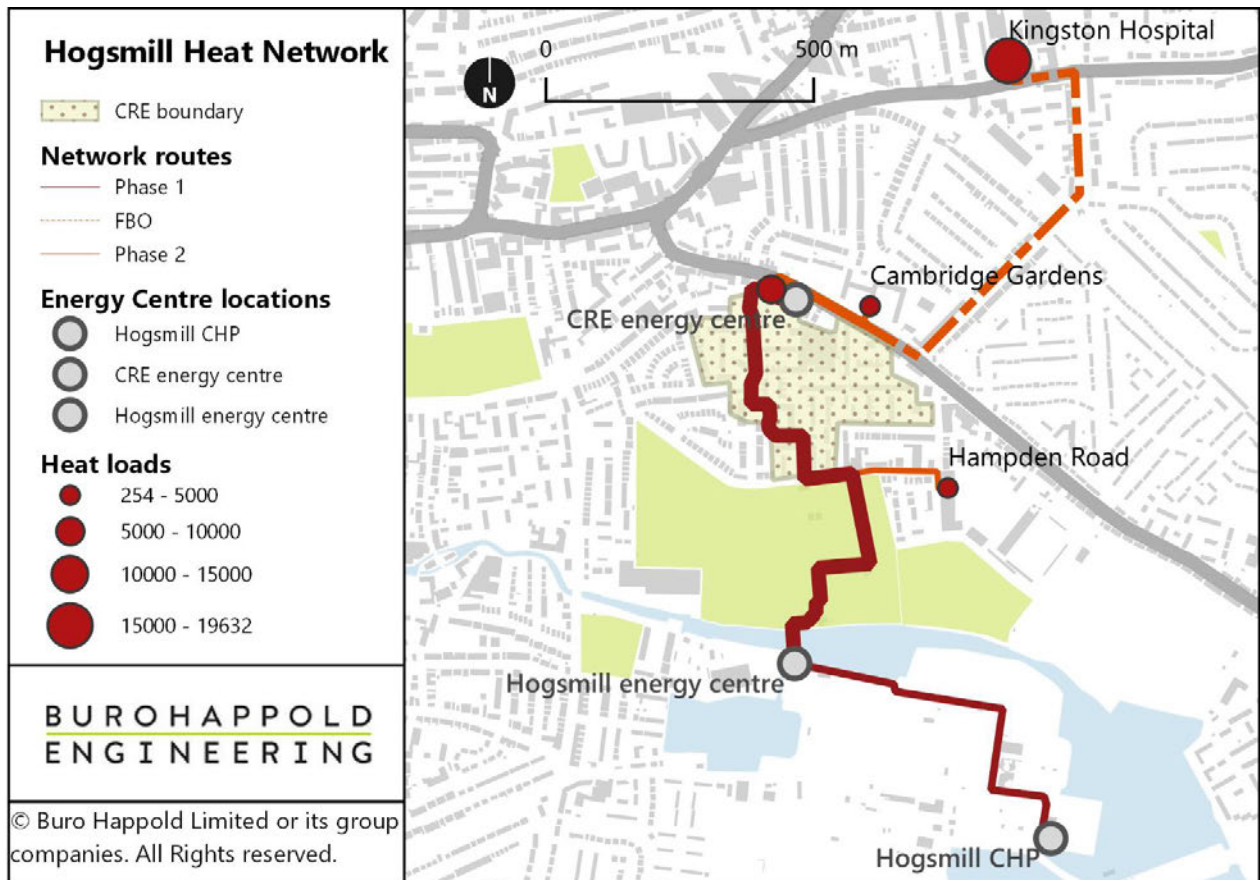 Hogsmill Heat Network
CRE boundary
Network routes
Phase 1
FBO
Phase 2
Energy Centre locations
Hogsmill CHP
CRE energy centre
Hogsmill energy centre
Heat loads
254 - 5000
5000 - 10000
10000 - 15000
15000 - 19632
BUROHAPPOLD
ENGINEERING
© Buro Happold Limited or its group
companies. All Rights reserved.
N
0 500 m
Kingston Hospital
Cambridge Gardens
CRE energy centre
Hampden Road
Hogsmill energy centre
Hogsmill CHP